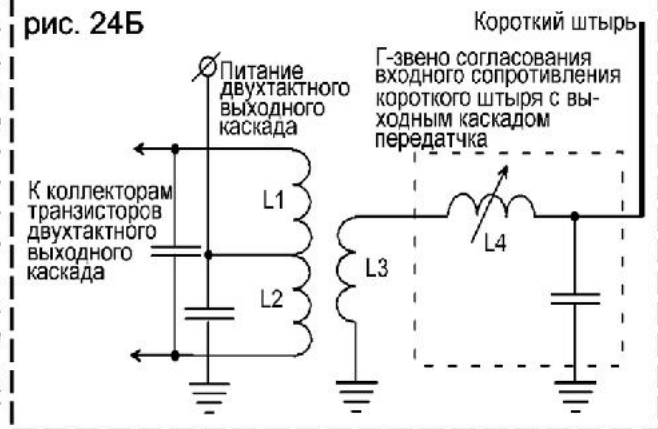 рис. 24Б
Короткий штырь
Питание
двухтактного
выходного
каскада
Г-звено согласования
входного сопротивления
короткого штыря с вы-
ходным каскадом
передатчка
К коллекторам
транзисторов
двухтактного
выходного
каскада
L1
L2
L3
L4